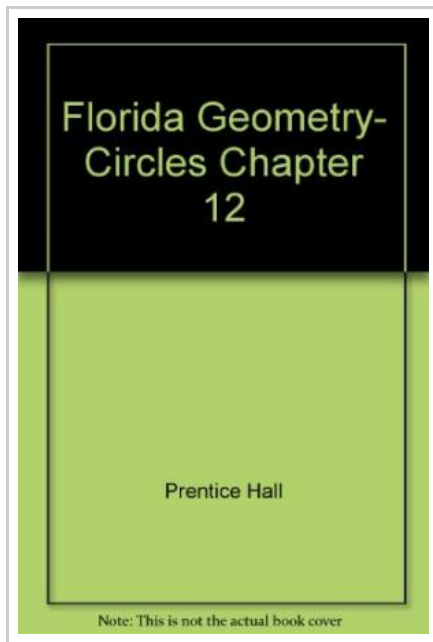 Florida Geometry-
Circles Chapter
12
Prentice Hall
Note: This is not the actual book cover